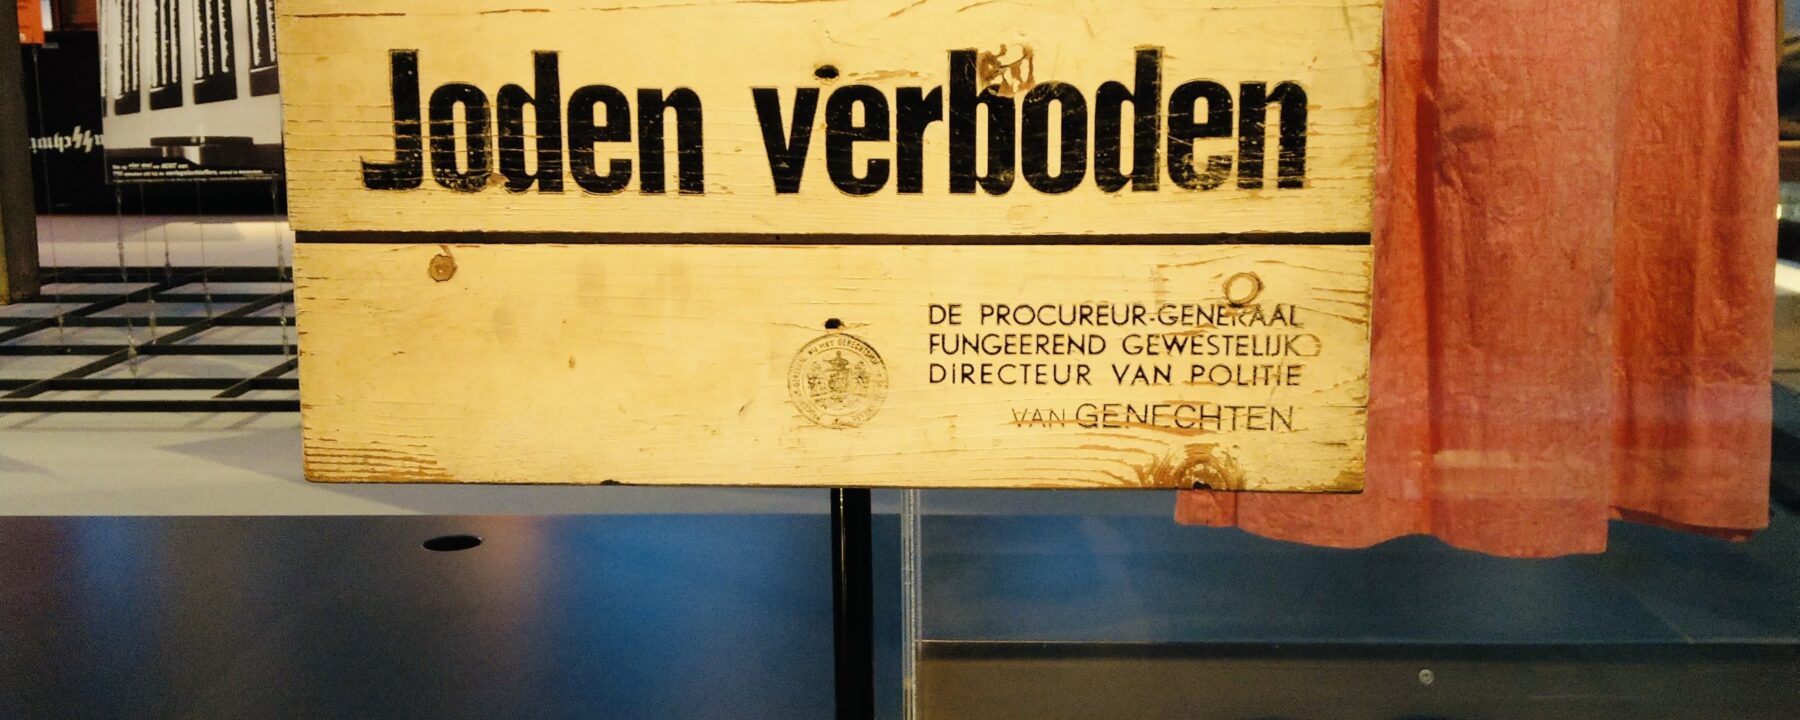 Joden verboden
DE PROCUREUR-GENERAAL
FUNGEEREND GEWESTELIJK
DIRECTEUR VAN POLITIE
VAN GENECHTEN